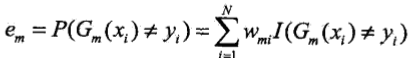 e_m = P(G_m(x_i) ≠ y_i) = ∑_{i=1}^{N} w_{mi} I(G_m(x_i) ≠ y_i)